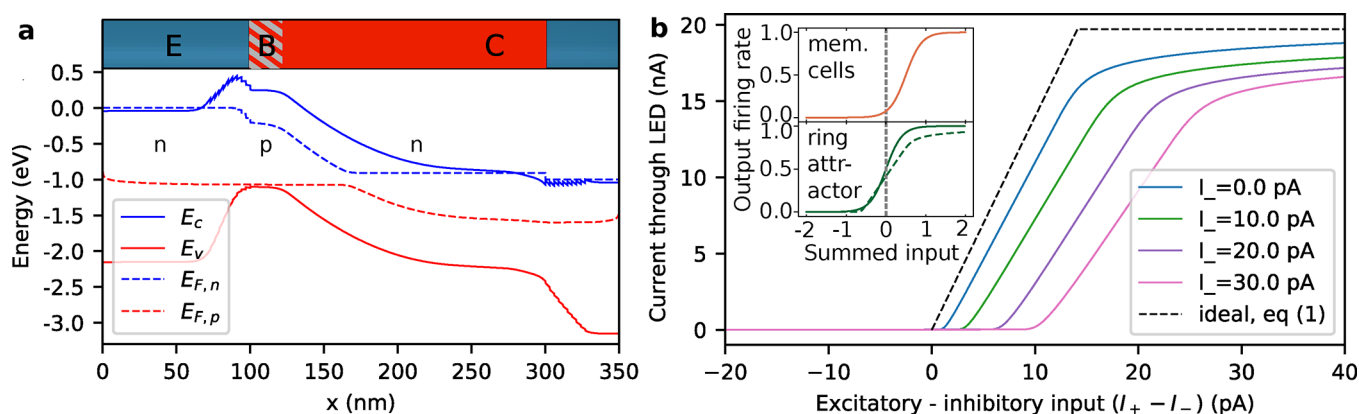 a
E B C
0.5
0.0
-0.5
-1.0
-1.5
-2.0
-2.5
-3.0
Energy (eV)
n p n
E_c
E_v
E_{F,n}
E_{F,p}
0 50 100 150 200 250 300 350
x (nm)
b
20
15
10
5
0
Current through LED (nA)
mem.
cells
1.0
0.5
0.0
ring
attr-
actor
1.0
0.5
0.0
Output firing rate
-2 -1 0 1 2
Summed input
I_=0.0 pA
I_=10.0 pA
I_=20.0 pA
I_=30.0 pA
ideal, eq (1)
−20 −10 0 10 20 30 40
Excitatory - inhibitory input (I₊ − I₋) (pA)